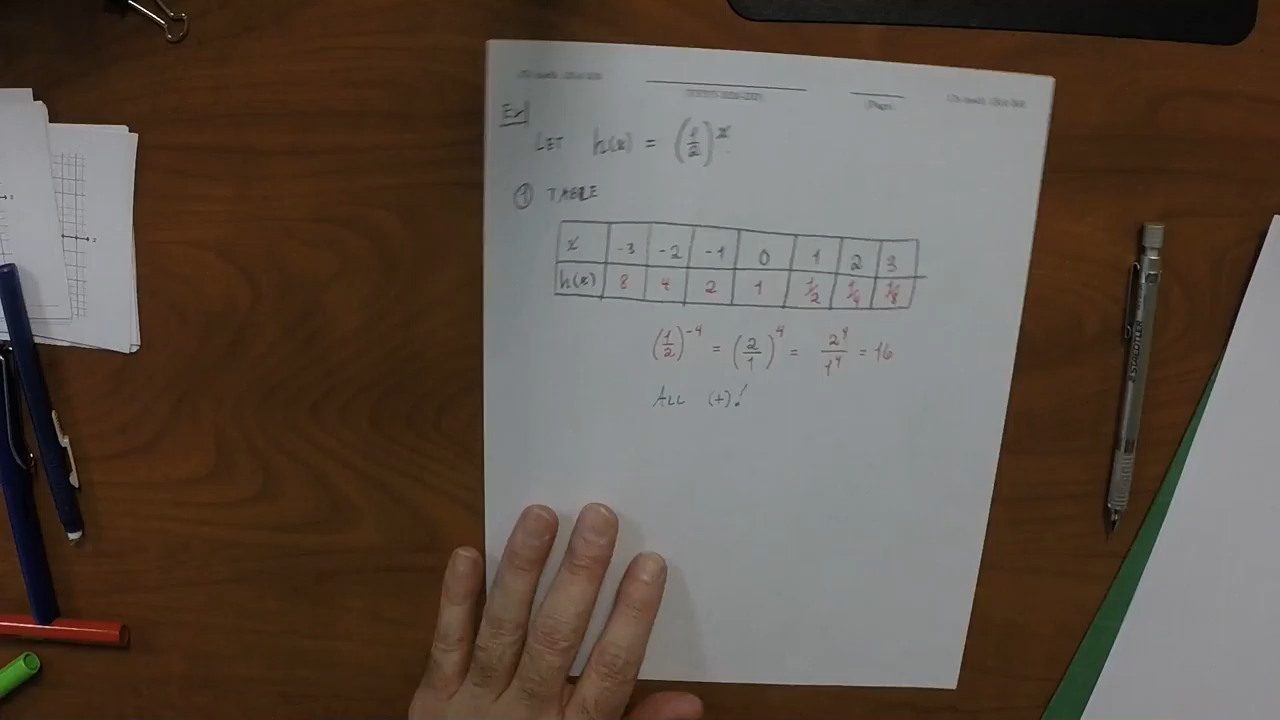 Ex
LET h(x) = (1/2)^x
① TABLE
x -3 -2 -1 0 1 2 3
h(x) 8 4 2 1 1/2 1/4 1/8
(1/2)^-4 = (2/1)^4 = 2^4/1^4 = 16
ALL (+)!
STAEDTLER